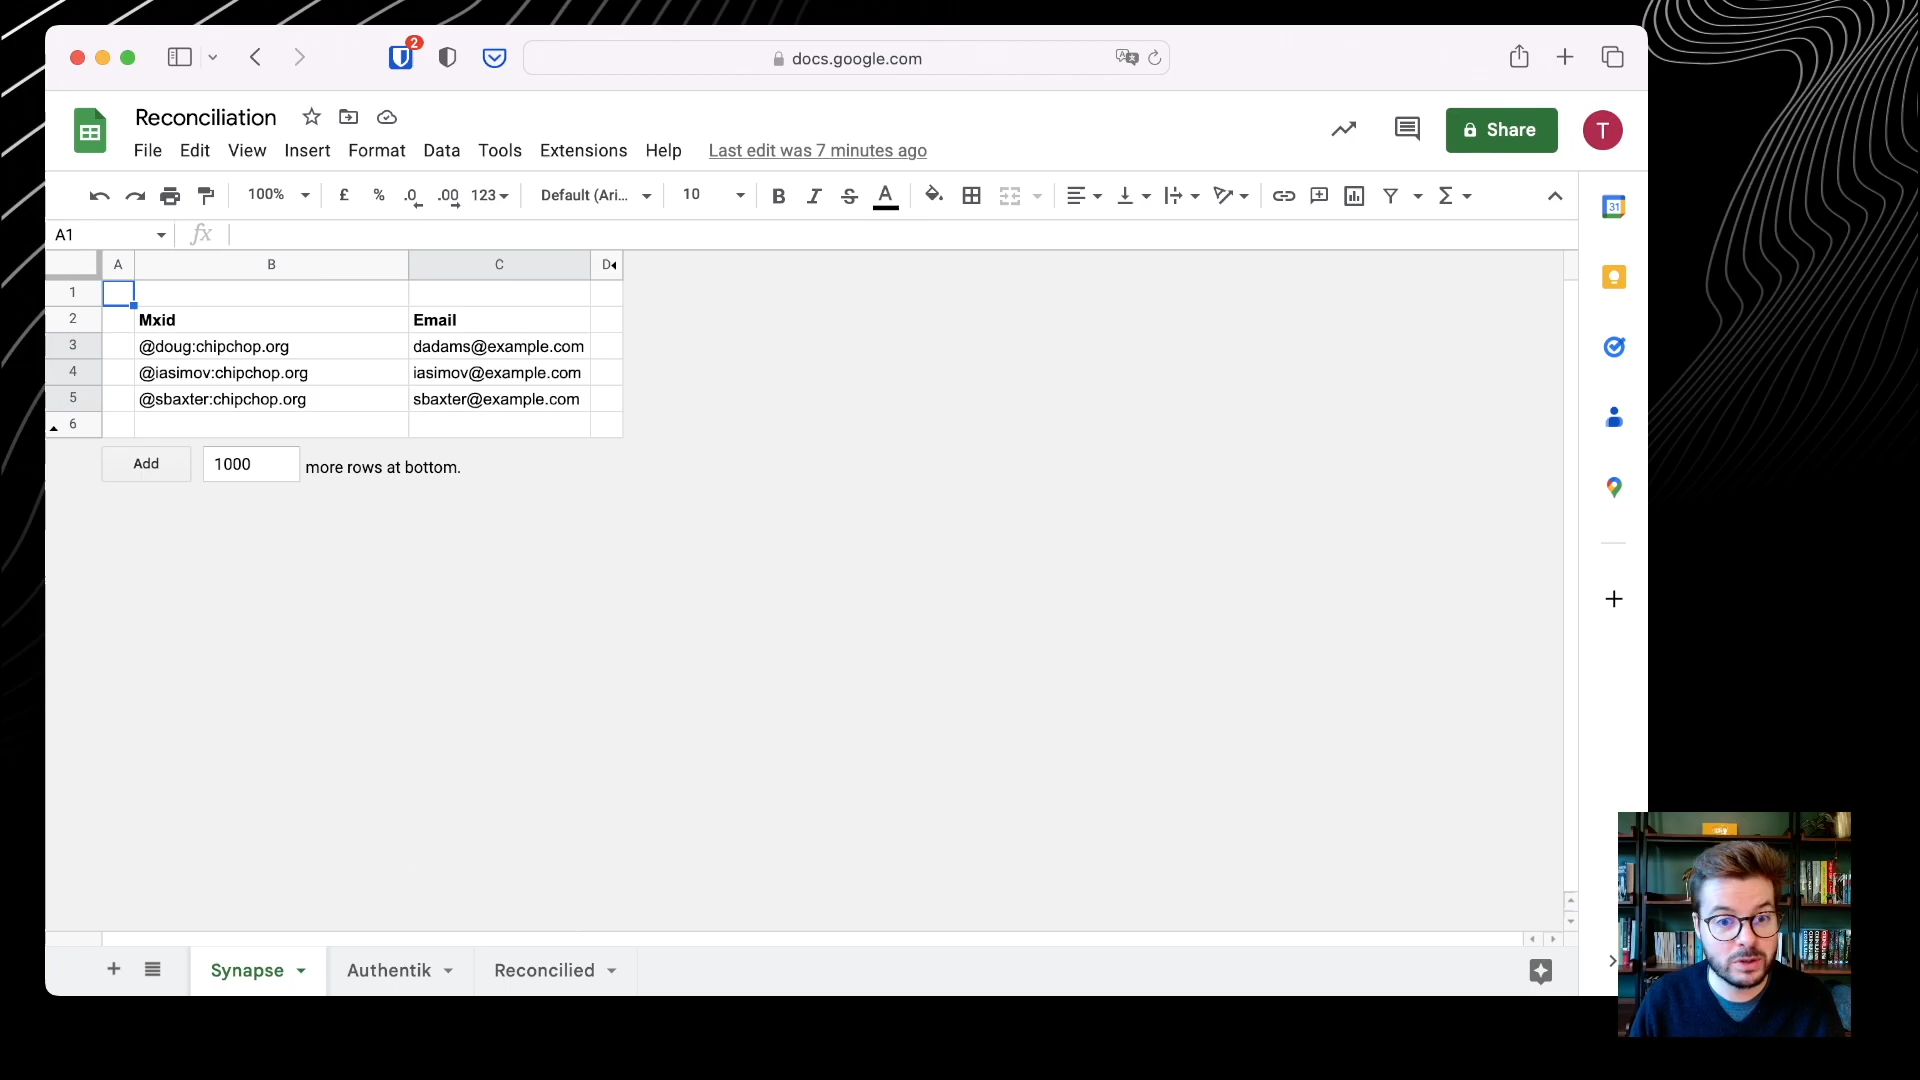 2
docs.google.com
Reconciliation
File Edit View Insert Format Data Tools Extensions Help Last edit was 7 minutes ago
Share
T
100% £ % .0 .00 123 Default (Ari... 10 B I S A
31
A1 fx
A B C D
1
2 Mxid Email
3 @doug:chipchop.org dadams@example.com
4 @iasimov:chipchop.org iasimov@example.com
5 @sbaxter:chipchop.org sbaxter@example.com
6
Add 1000 more rows at bottom.
Synapse Authentik Reconciled